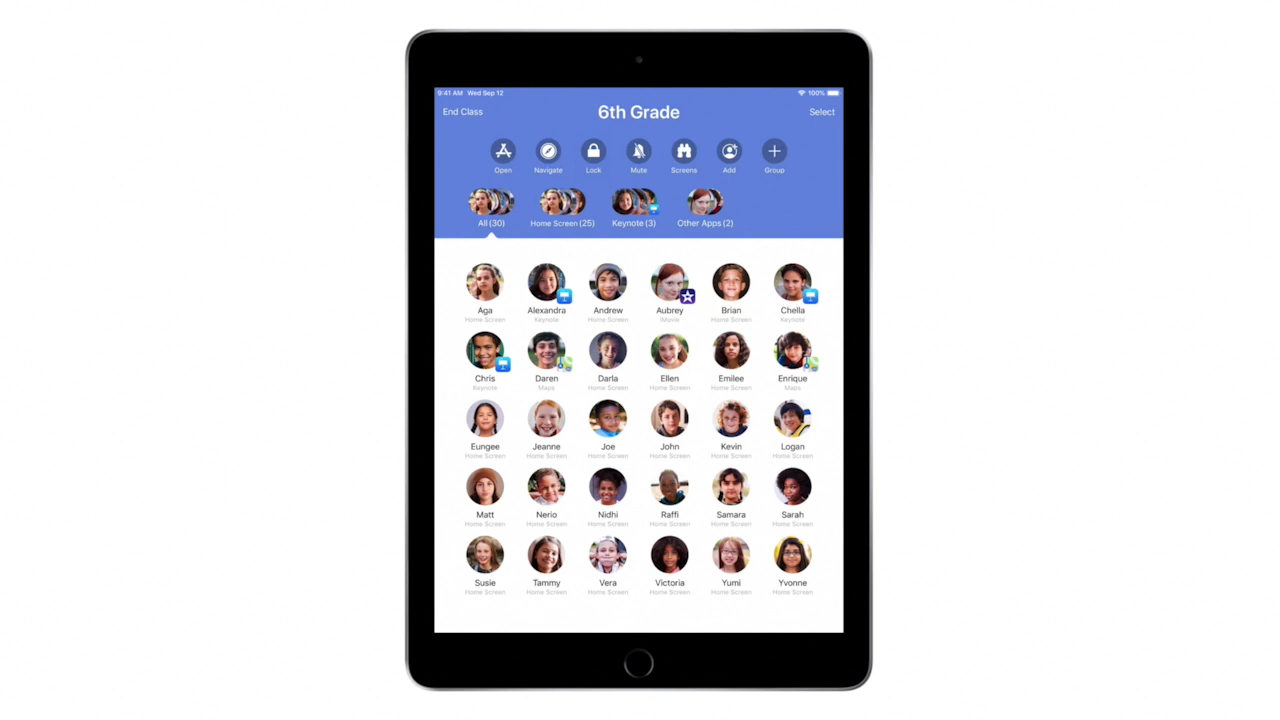 9:41 AM Wed Sep 12 100%
End Class 6th Grade Select
Open Navigate Lock Mute Screens Add Group
All (30) Home Screen (25) Keynote (3) Other Apps (2)
Aga Alexandra Andrew Aubrey Brian Chella
Home Screen Keynote Home Screen iMovie Home Screen Keynote
Chris Daren Darla Ellen Emilee Enrique
Keynote Maps Home Screen Home Screen Home Screen Maps
Eungee Jeanne Joe John Kevin Logan
Home Screen Home Screen Home Screen Home Screen Home Screen Home Screen
Matt Nerio Nidhi Raffi Samara Sarah
Home Screen Home Screen Home Screen Home Screen Home Screen Home Screen
Susie Tammy Vera Victoria Yumi Yvonne
Home Screen Home Screen Home Screen Home Screen Home Screen Home Screen